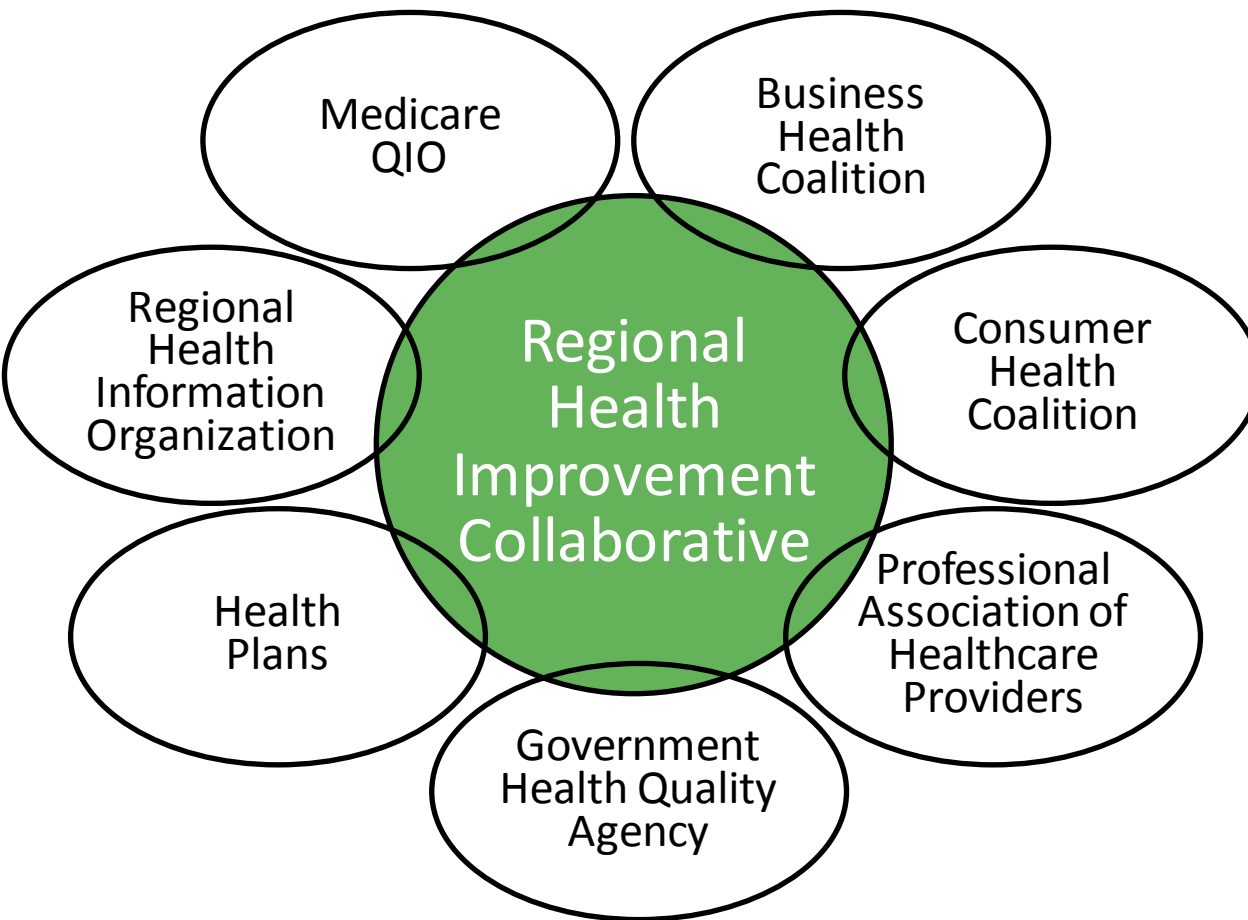 Medicare
QIO
Business
Health
Coalition
Regional
Health
Information
Organization
Regional
Health
Improvement
Collaborative
Consumer
Health
Coalition
Health
Plans
Professional
Association of
Healthcare
Providers
Government
Health Quality
Agency